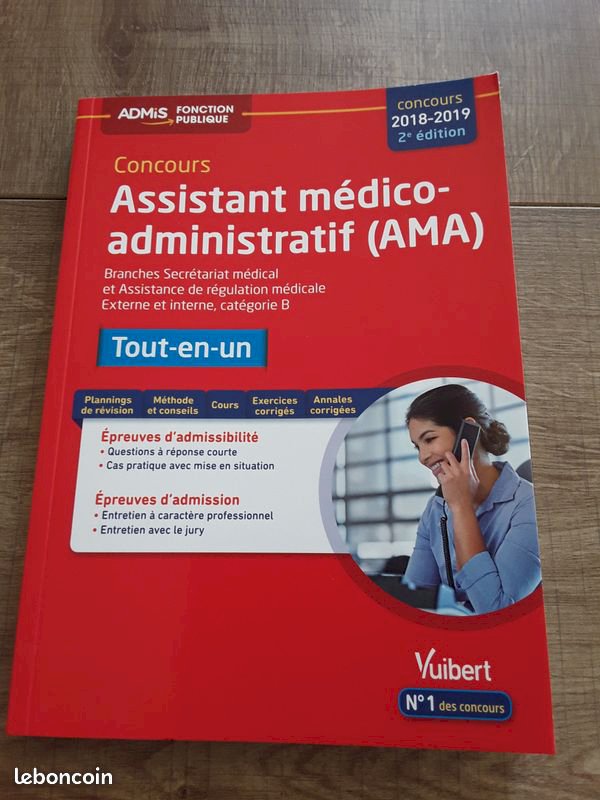 ADMIS FONCTION
PUBLIQUE
concours
2018-2019
2e édition
Concours
Assistant médico-
administratif (AMA)
Branches Secrétariat médical
et Assistance de régulation médicale
Externe et interne, catégorie B
Tout-en-un
Plannings
de révision
Méthode
et conseils
Cours
Exercices
corrigés
Annales
corrigées
Épreuves d'admissibilité
• Questions à réponse courte
• Cas pratique avec mise en situation
Épreuves d'admission
• Entretien à caractère professionnel
• Entretien avec le jury
Vuibert
N°1 des concours
leboncoin